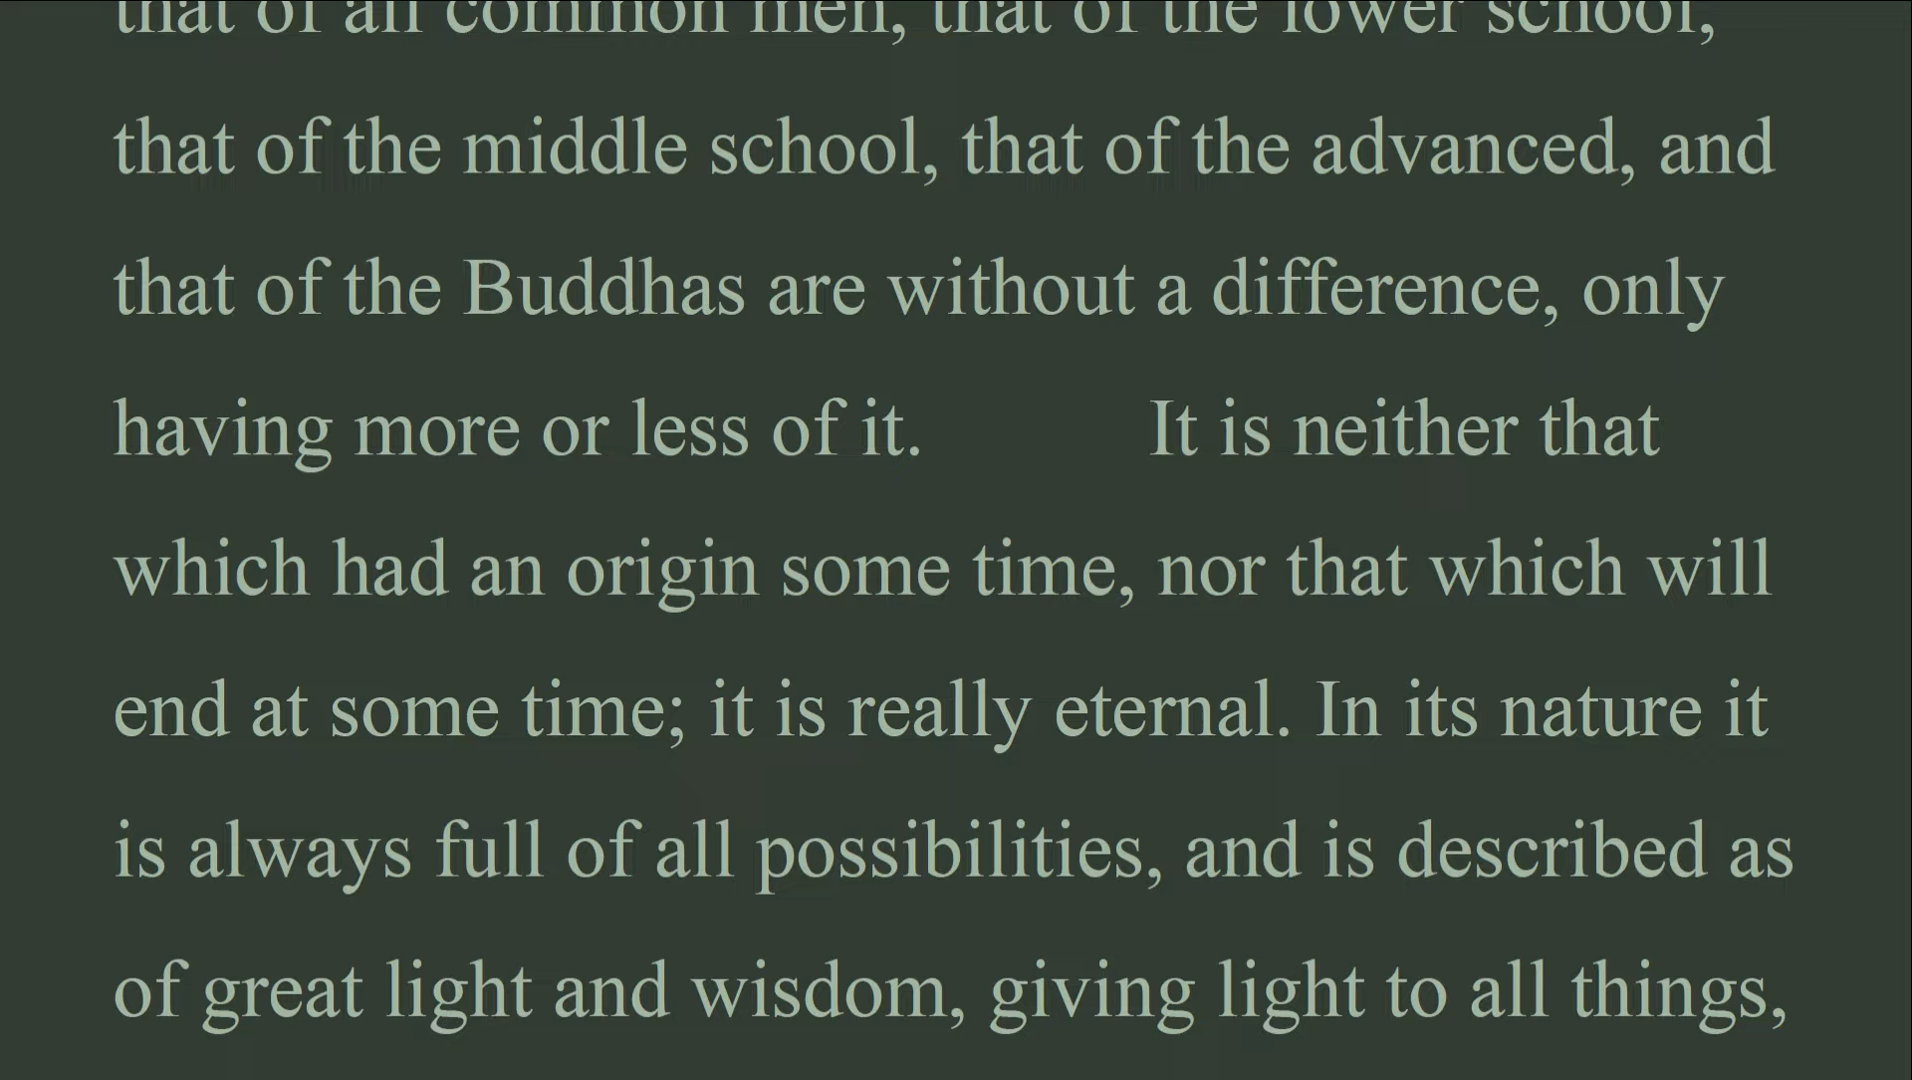 that of all common men, that of the lower school,
that of the middle school, that of the advanced, and
that of the Buddhas are without a difference, only
having more or less of it. It is neither that
which had an origin some time, nor that which will
end at some time; it is really eternal. In its nature it
is always full of all possibilities, and is described as
of great light and wisdom, giving light to all things,